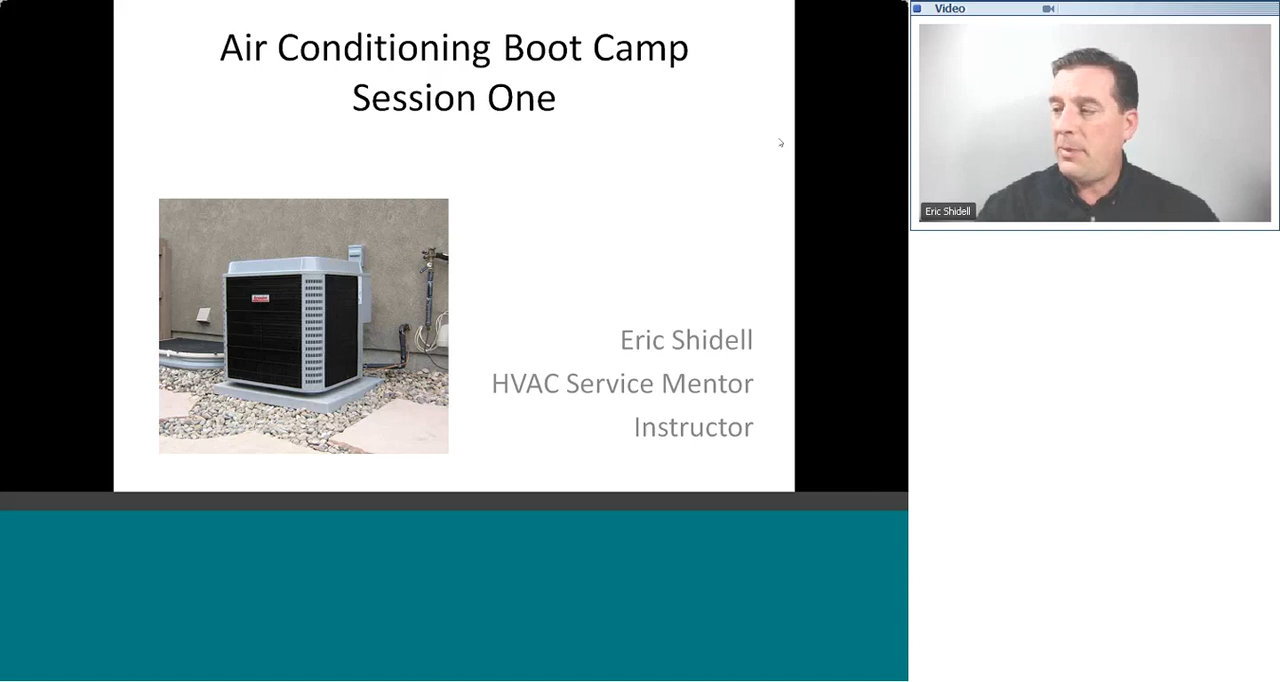 Air Conditioning Boot Camp
Session One
Eric Shidell
HVAC Service Mentor
Instructor
Video
Eric Shidell